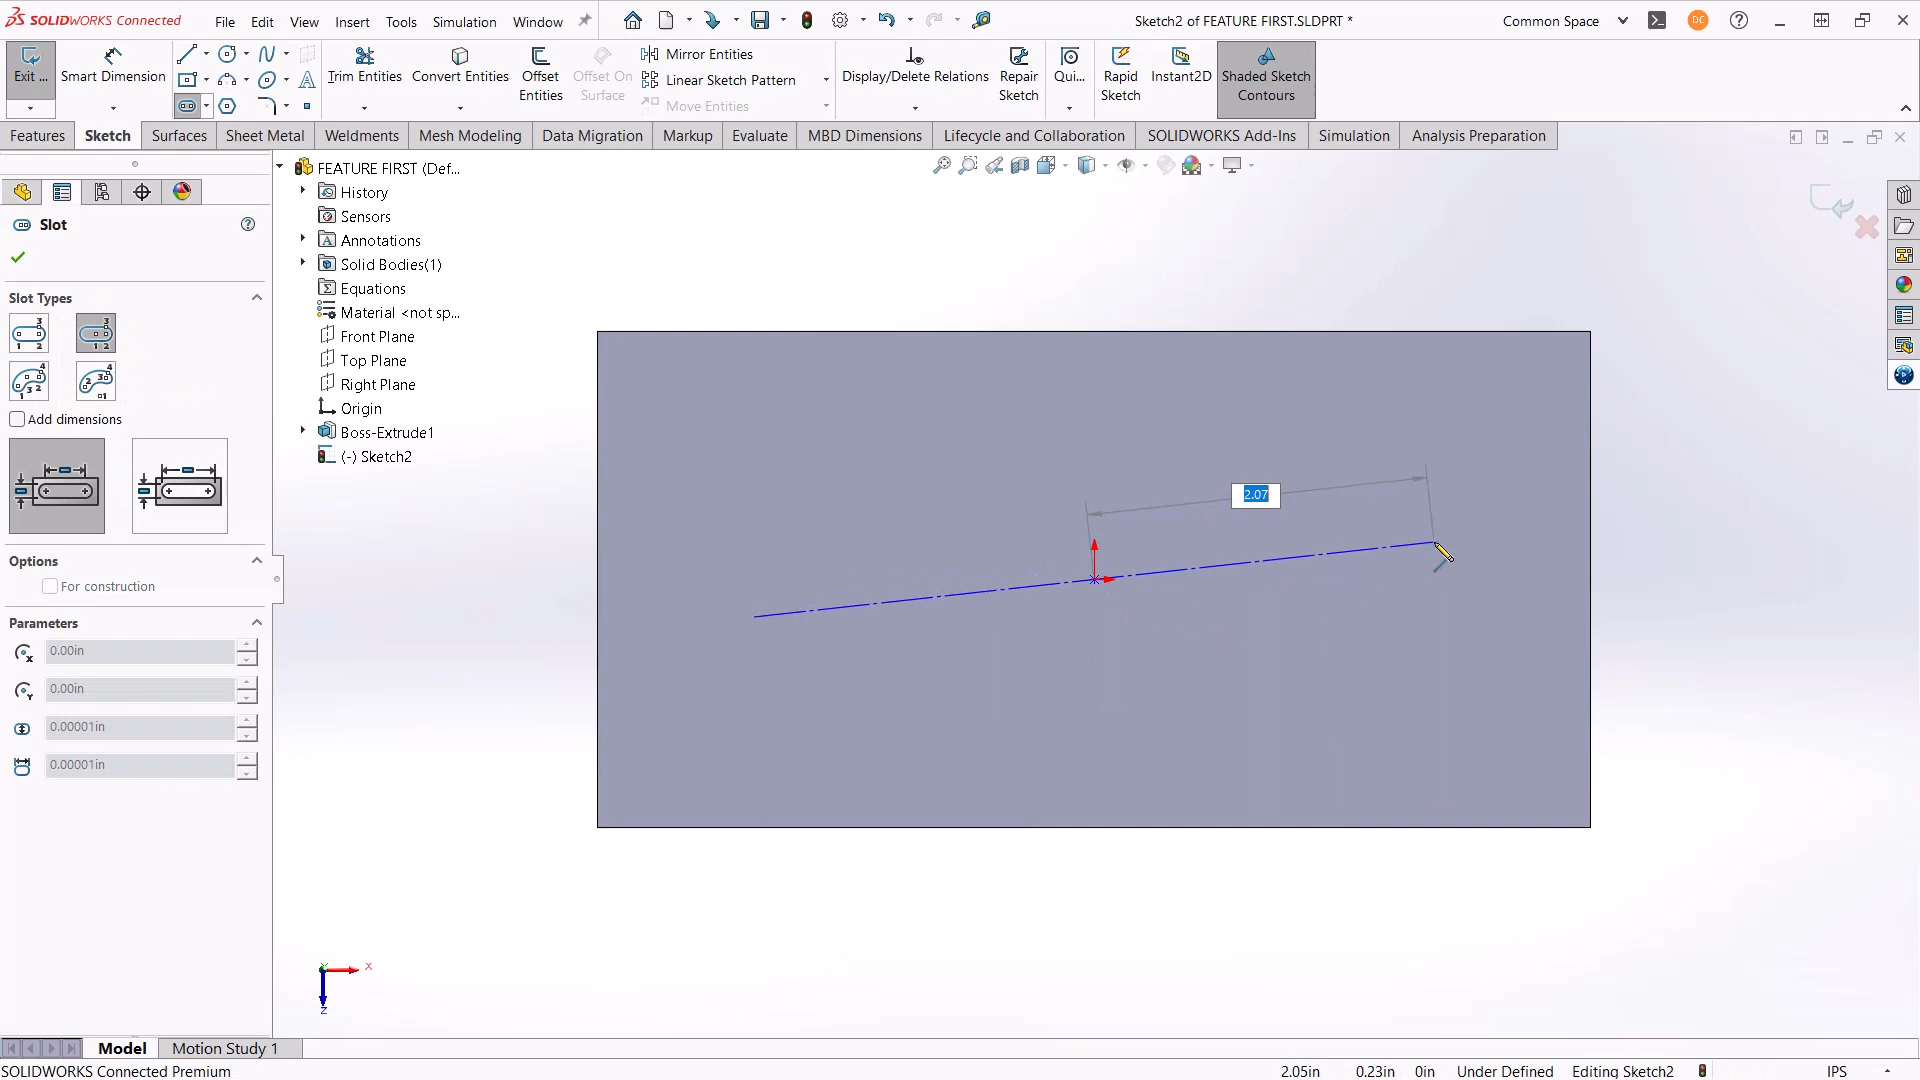 SOLIDWORKS Connected
File Edit View Insert Tools Simulation Window
Sketch2 of FEATURE FIRST.SLDPRT *
Common Space
DC
Exit ...
Smart Dimension
Trim Entities
Convert Entities
Offset Entities
Offset On Surface
Mirror Entities
Linear Sketch Pattern
Move Entities
Display/Delete Relations
Repair Sketch
Qui...
Rapid Sketch
Instant2D
Shaded Sketch Contours
Features Sketch Surfaces Sheet Metal Weldments Mesh Modeling Data Migration Markup Evaluate MBD Dimensions Lifecycle and Collaboration SOLIDWORKS Add-Ins Simulation Analysis Preparation
Slot
Slot Types
Add dimensions
Options
For construction
Parameters
0.00in
0.00in
0.00001in
0.00001in
FEATURE FIRST (Def...
History
Sensors
Annotations
Solid Bodies(1)
Equations
Material <not sp...
Front Plane
Top Plane
Right Plane
Origin
Boss-Extrude1
(-) Sketch2
2.07
X
Y
Z
Model Motion Study 1
SOLIDWORKS Connected Premium
2.05in 0.23in 0in Under Defined Editing Sketch2 IPS